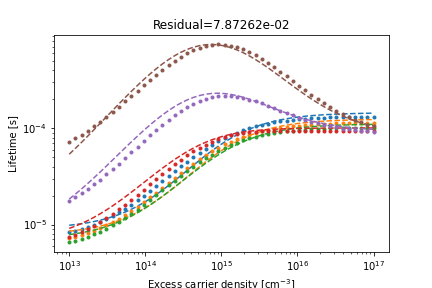 Residual=7.87262e-02
Lifetime [s]
10⁻⁴
10⁻⁵
10¹³ 10¹⁴ 10¹⁵ 10¹⁶ 10¹⁷
Excess carrier density [cm⁻³]